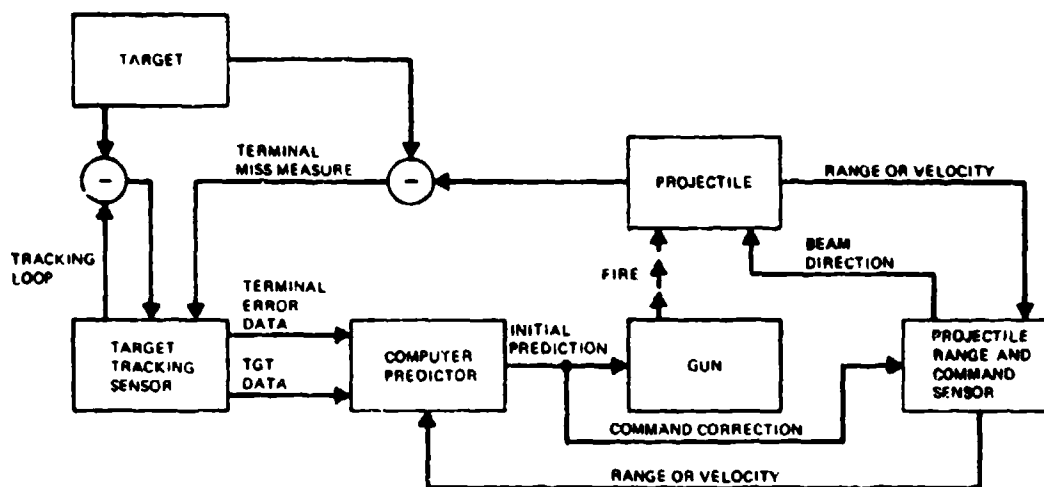 TARGET
TERMINAL
MISS MEASURE
−
−
PROJECTILE
RANGE OR VELOCITY
BEAM
DIRECTION
TRACKING
LOOP
FIRE
TERMINAL
ERROR
DATA
INITIAL
PREDICTION
TARGET
TRACKING
SENSOR
TGT
DATA
COMPUTER
PREDICTOR
GUN
PROJECTILE
RANGE AND
COMMAND
SENSOR
COMMAND CORRECTION
RANGE OR VELOCITY